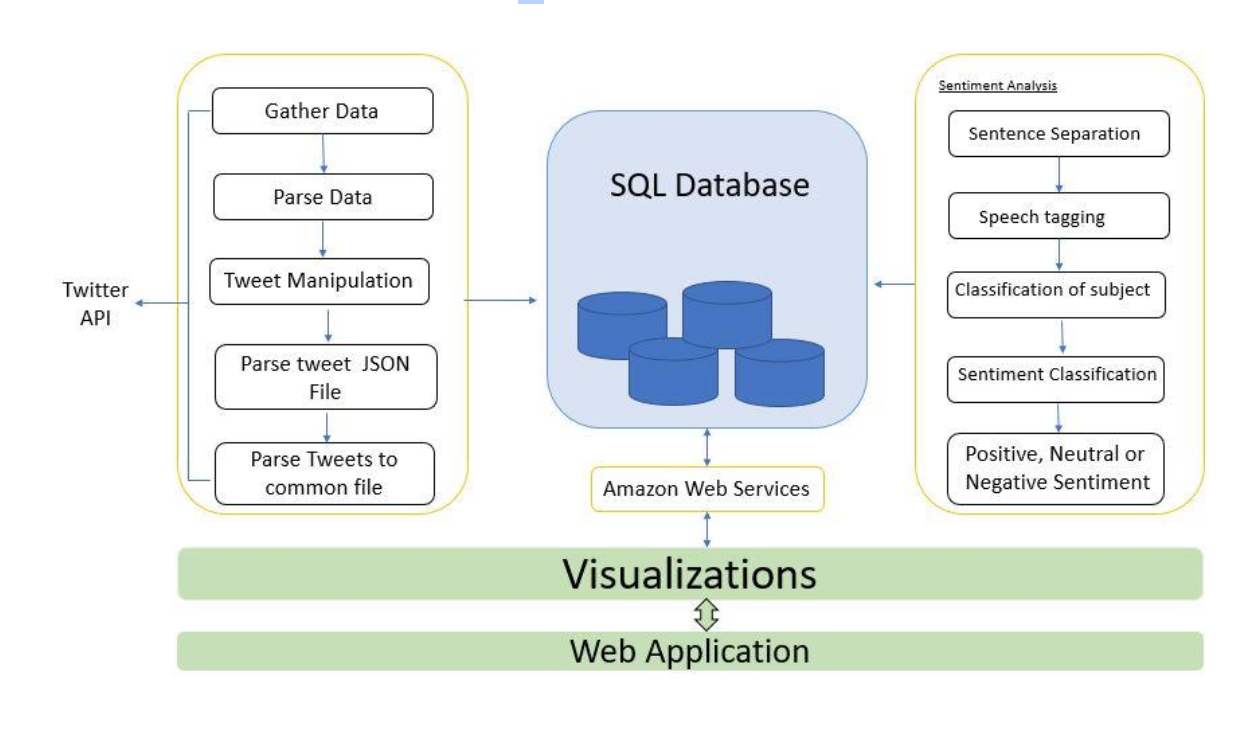 Twitter
API
Gather Data
Parse Data
Tweet Manipulation
Parse tweet  JSON
File
Parse Tweets to
common file
SQL Database
Amazon Web Services
Sentiment Analysis
Sentence Separation
Speech tagging
Classification of subject
Sentiment Classification
Positive, Neutral or
Negative Sentiment
Visualizations
Web Application